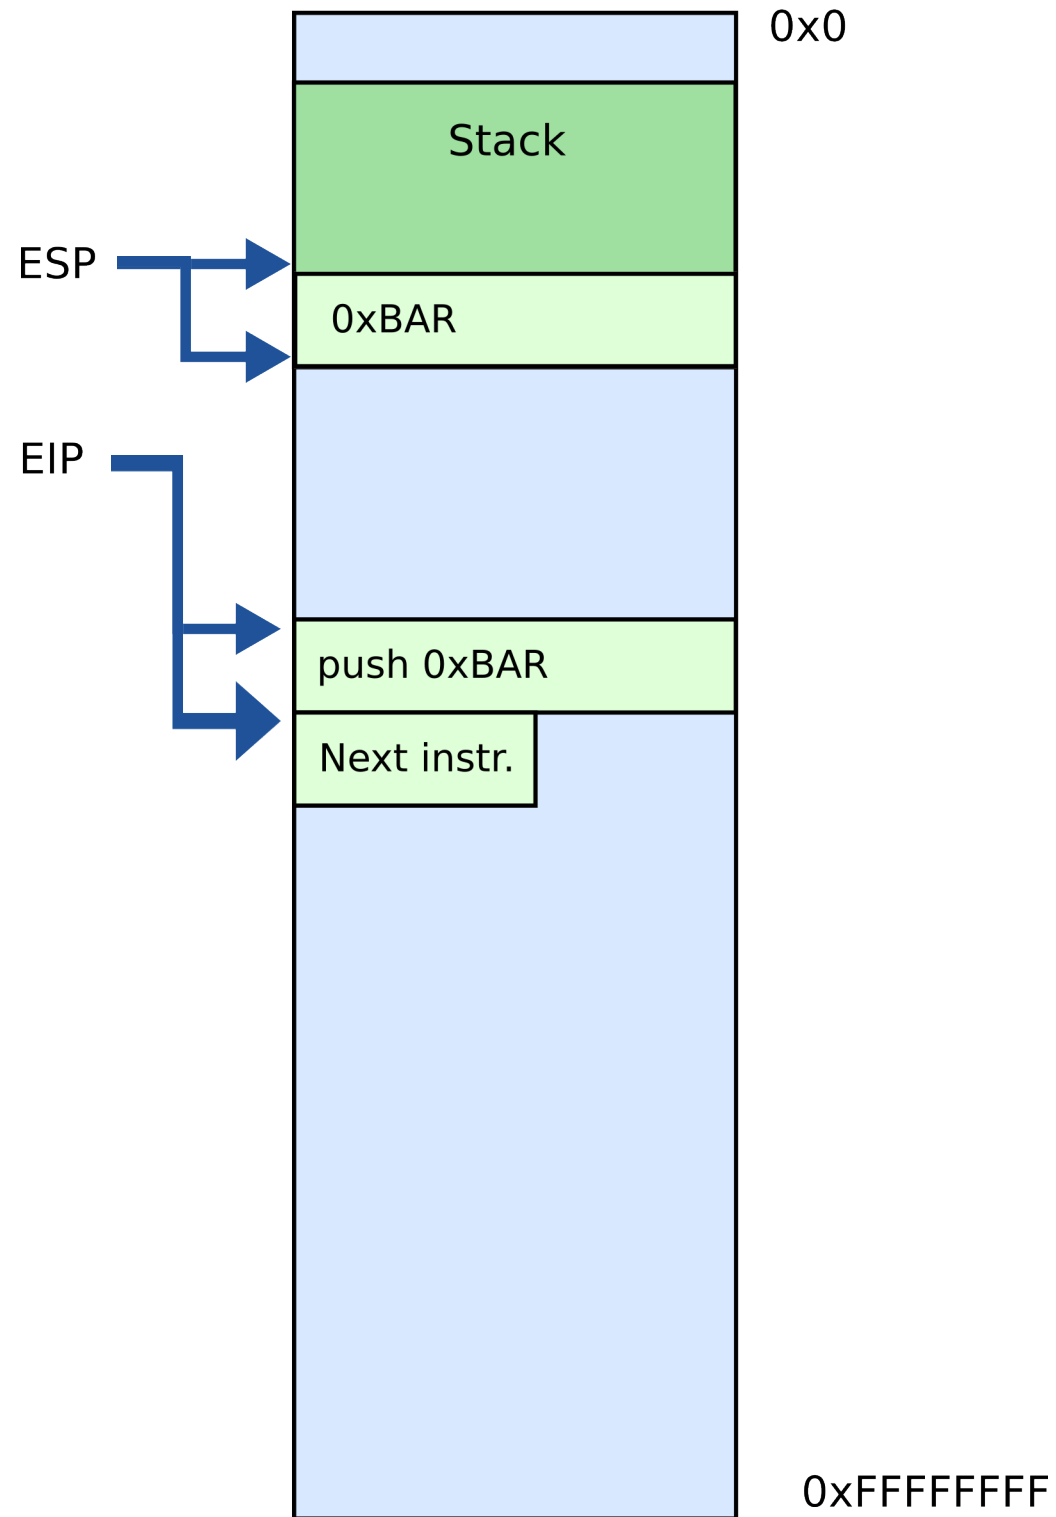 0x0
Stack
ESP
0xBAR
EIP
push 0xBAR
Next instr.
0xFFFFFFFF